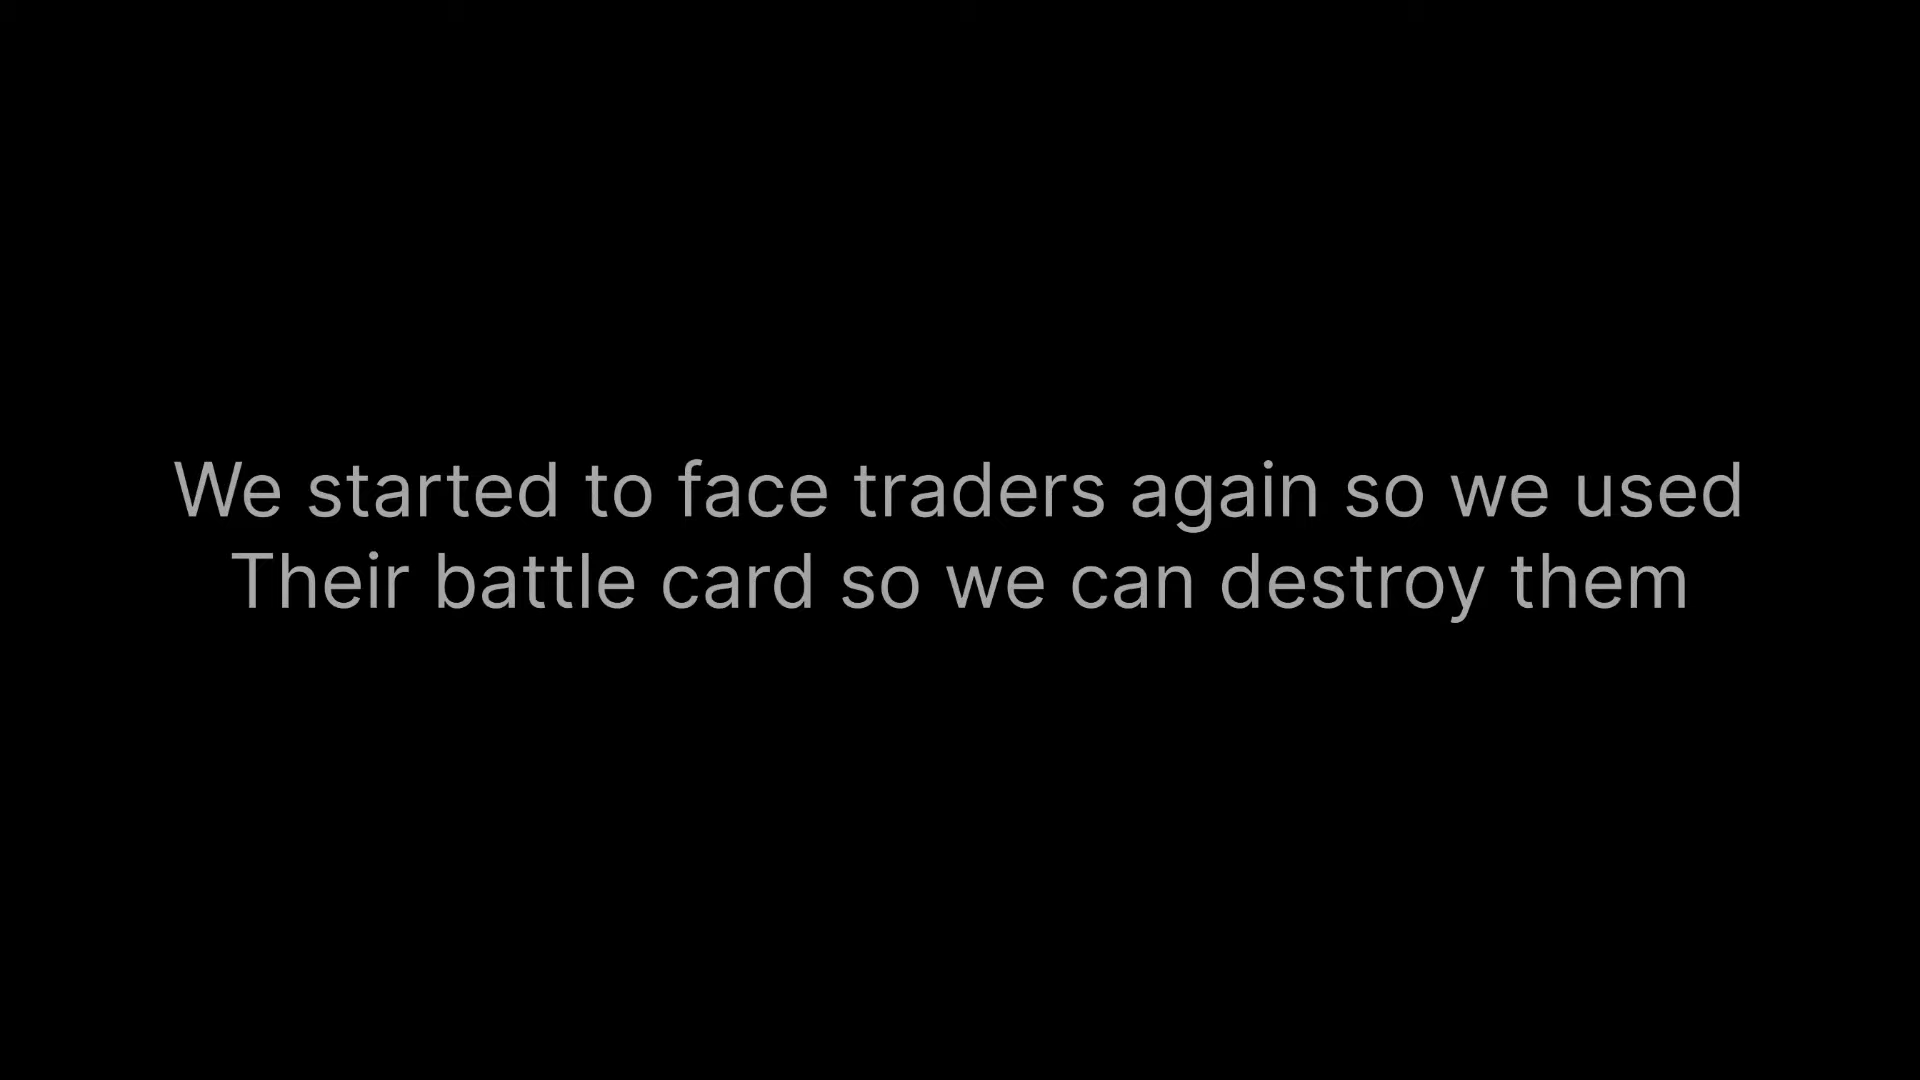 We started to face traders again so we used
Their battle card so we can destroy them